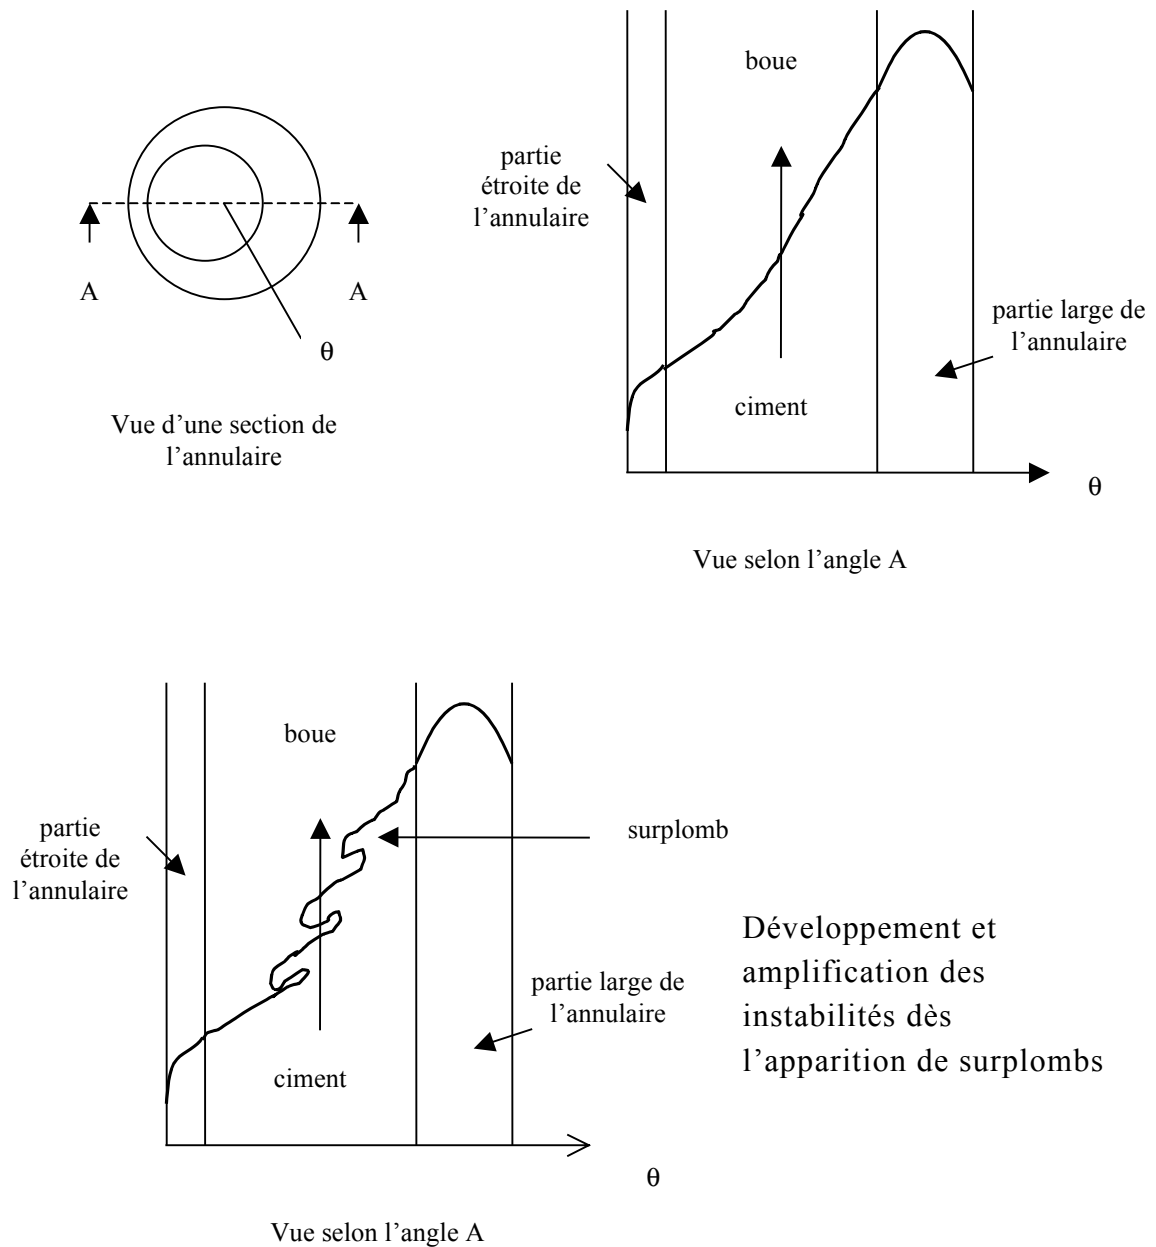 A
A
θ
Vue d’une section de
l’annulaire
boue
partie
étroite de
l’annulaire
partie large de
l’annulaire
ciment
θ
Vue selon l’angle A
boue
partie
étroite de
l’annulaire
surplomb
partie large de
l’annulaire
ciment
θ
Vue selon l’angle A
Développement et
amplification des
instabilités dès
l’apparition de surplombs